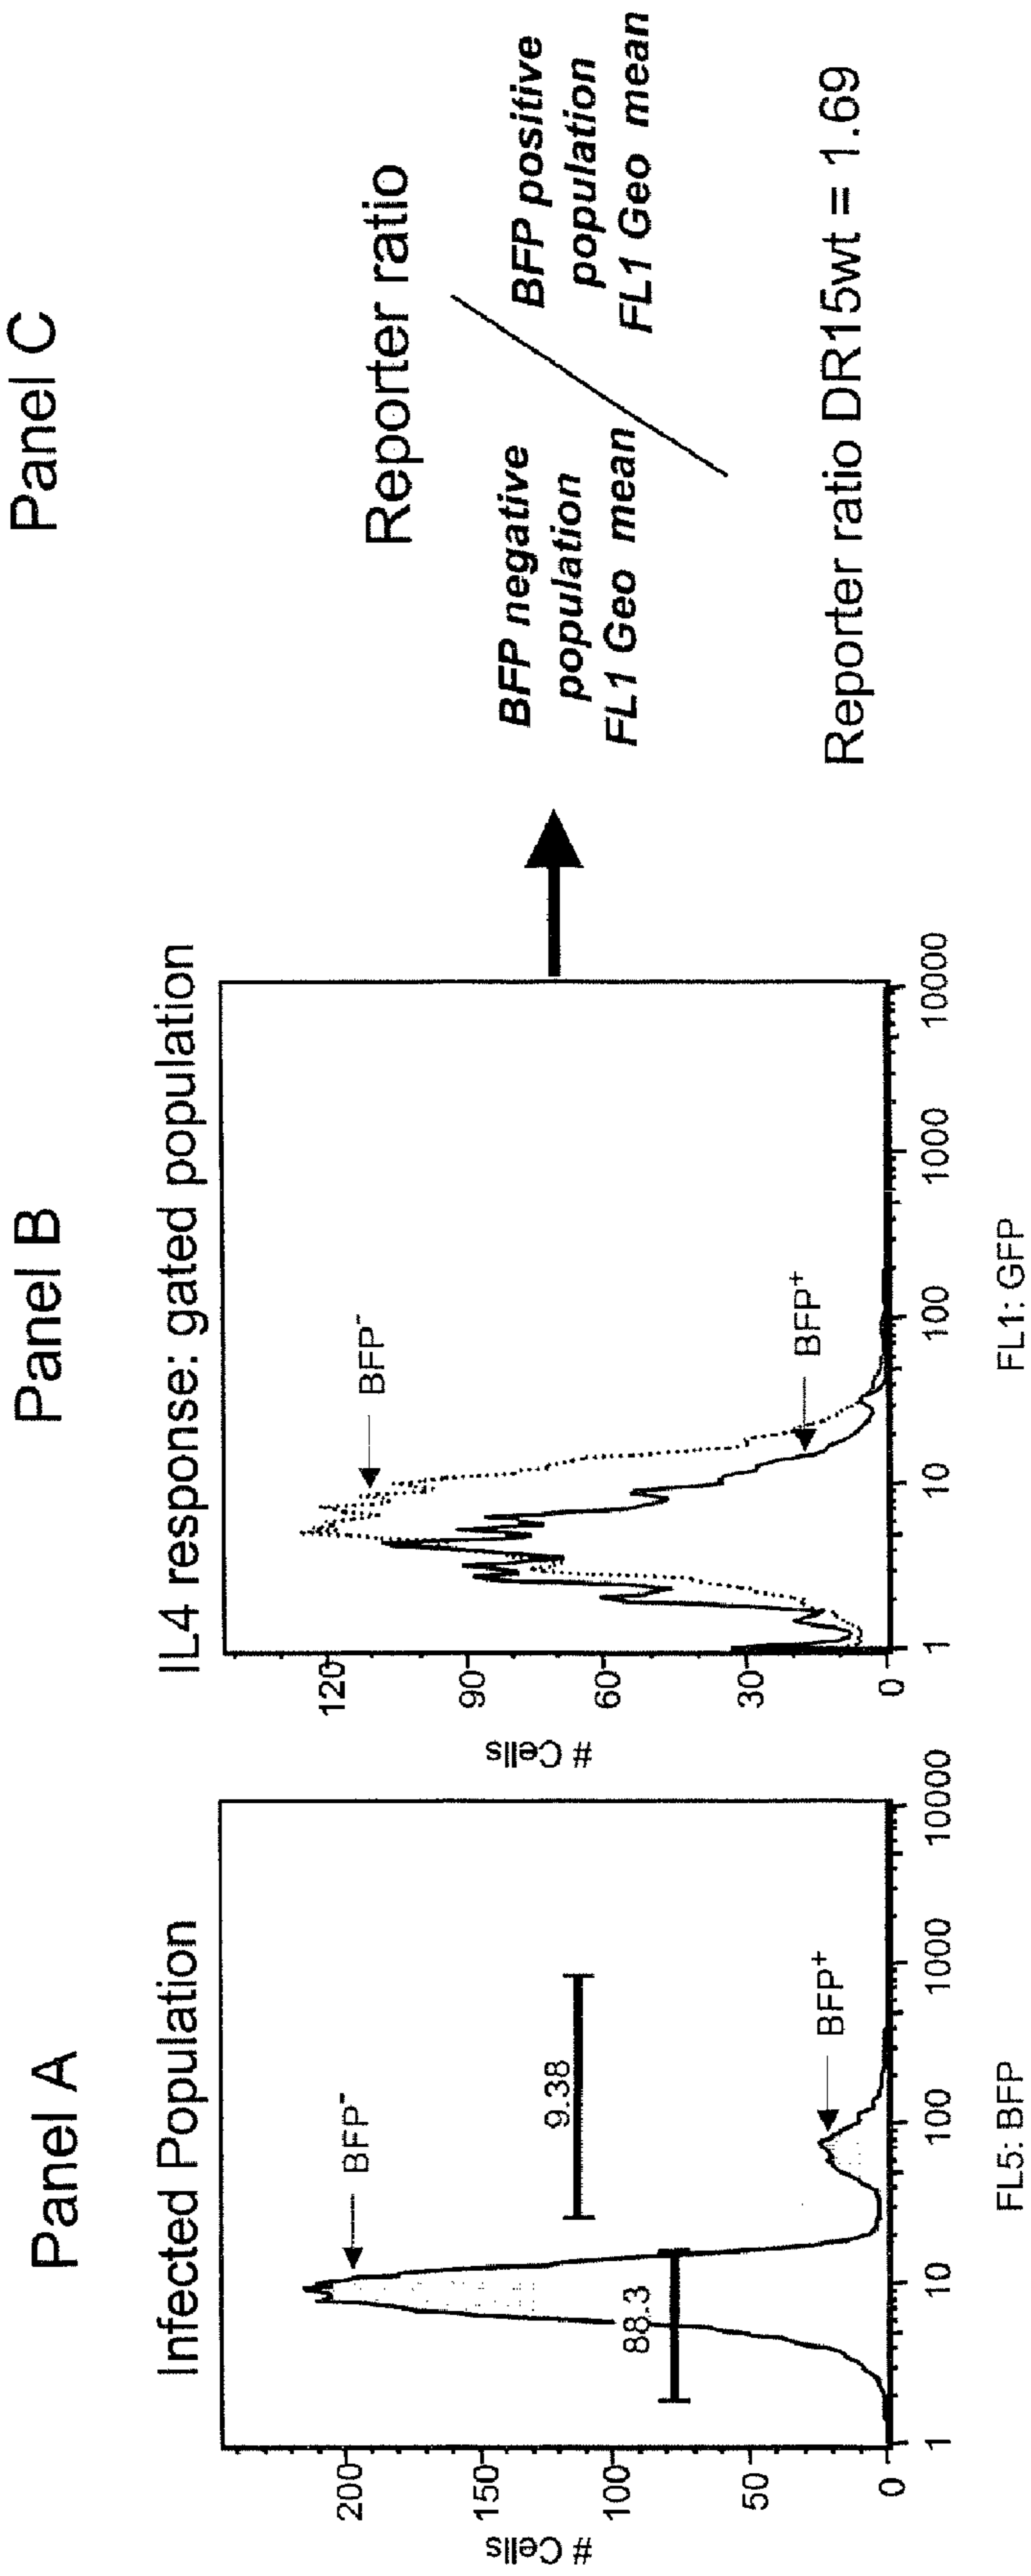 Panel A
Infected Population
# Cells
200
150
100
50
0
BFP-
88.3
9.38
BFP+
1
10
100
1000
10000
FL5: BFP
Panel B
IL4 response: gated population
# Cells
120
90
60
30
0
BFP-
BFP+
1
10
100
1000
10000
FL1: GFP
Panel C
Reporter ratio
BFP negative
population
FL1 Geo mean
BFP positive
population
FL1 Geo mean
Reporter ratio DR15wt = 1.69